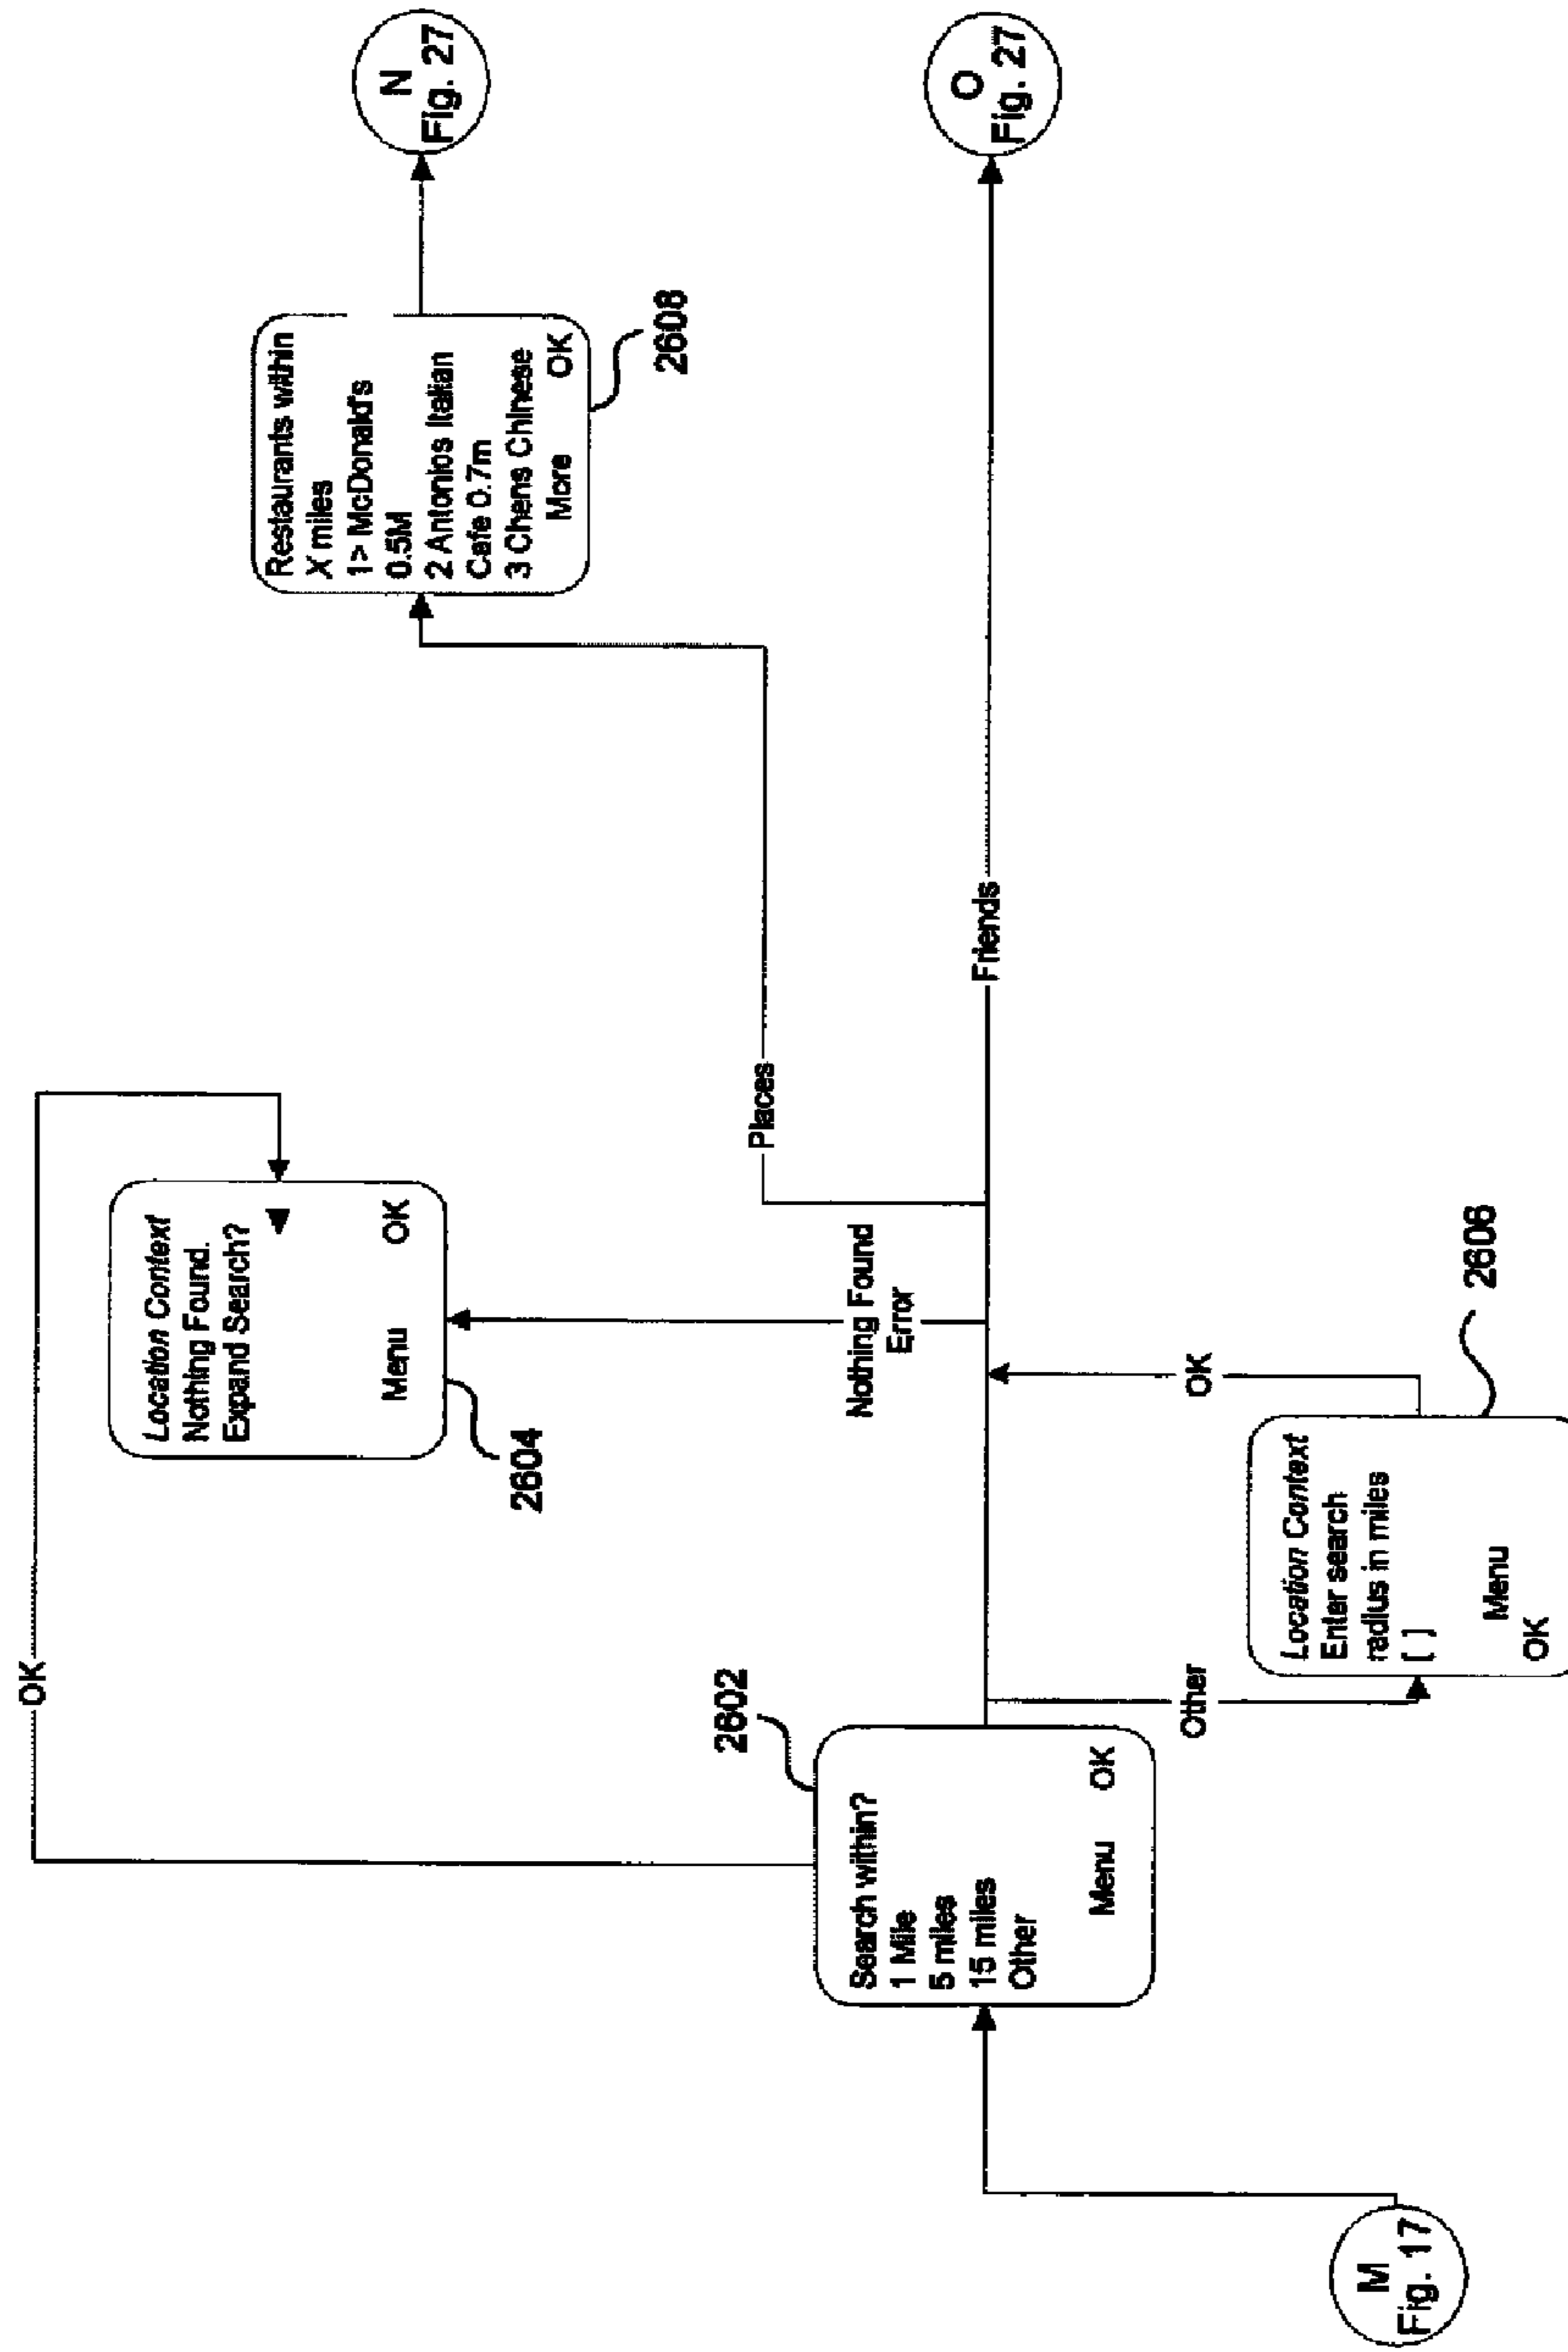 OK
Location Context
Nothing Found.
Expand Search?
Menu OK
2604
Restaurants within
X miles
1> McDonald's
0.5M
2 Antonios Italian
Cafe 0.7m
3 Chens Chinese
More OK
2608
N
Fig. 27
Places
Nothing Found
Error
2602
Search within?
1 Mile
5 miles
15 miles
Other
Menu OK
Friends
O
Fig. 27
Other
OK
Location Context
Enter search
radius in miles
[ ]
Menu
OK
2606
M
Fig. 17